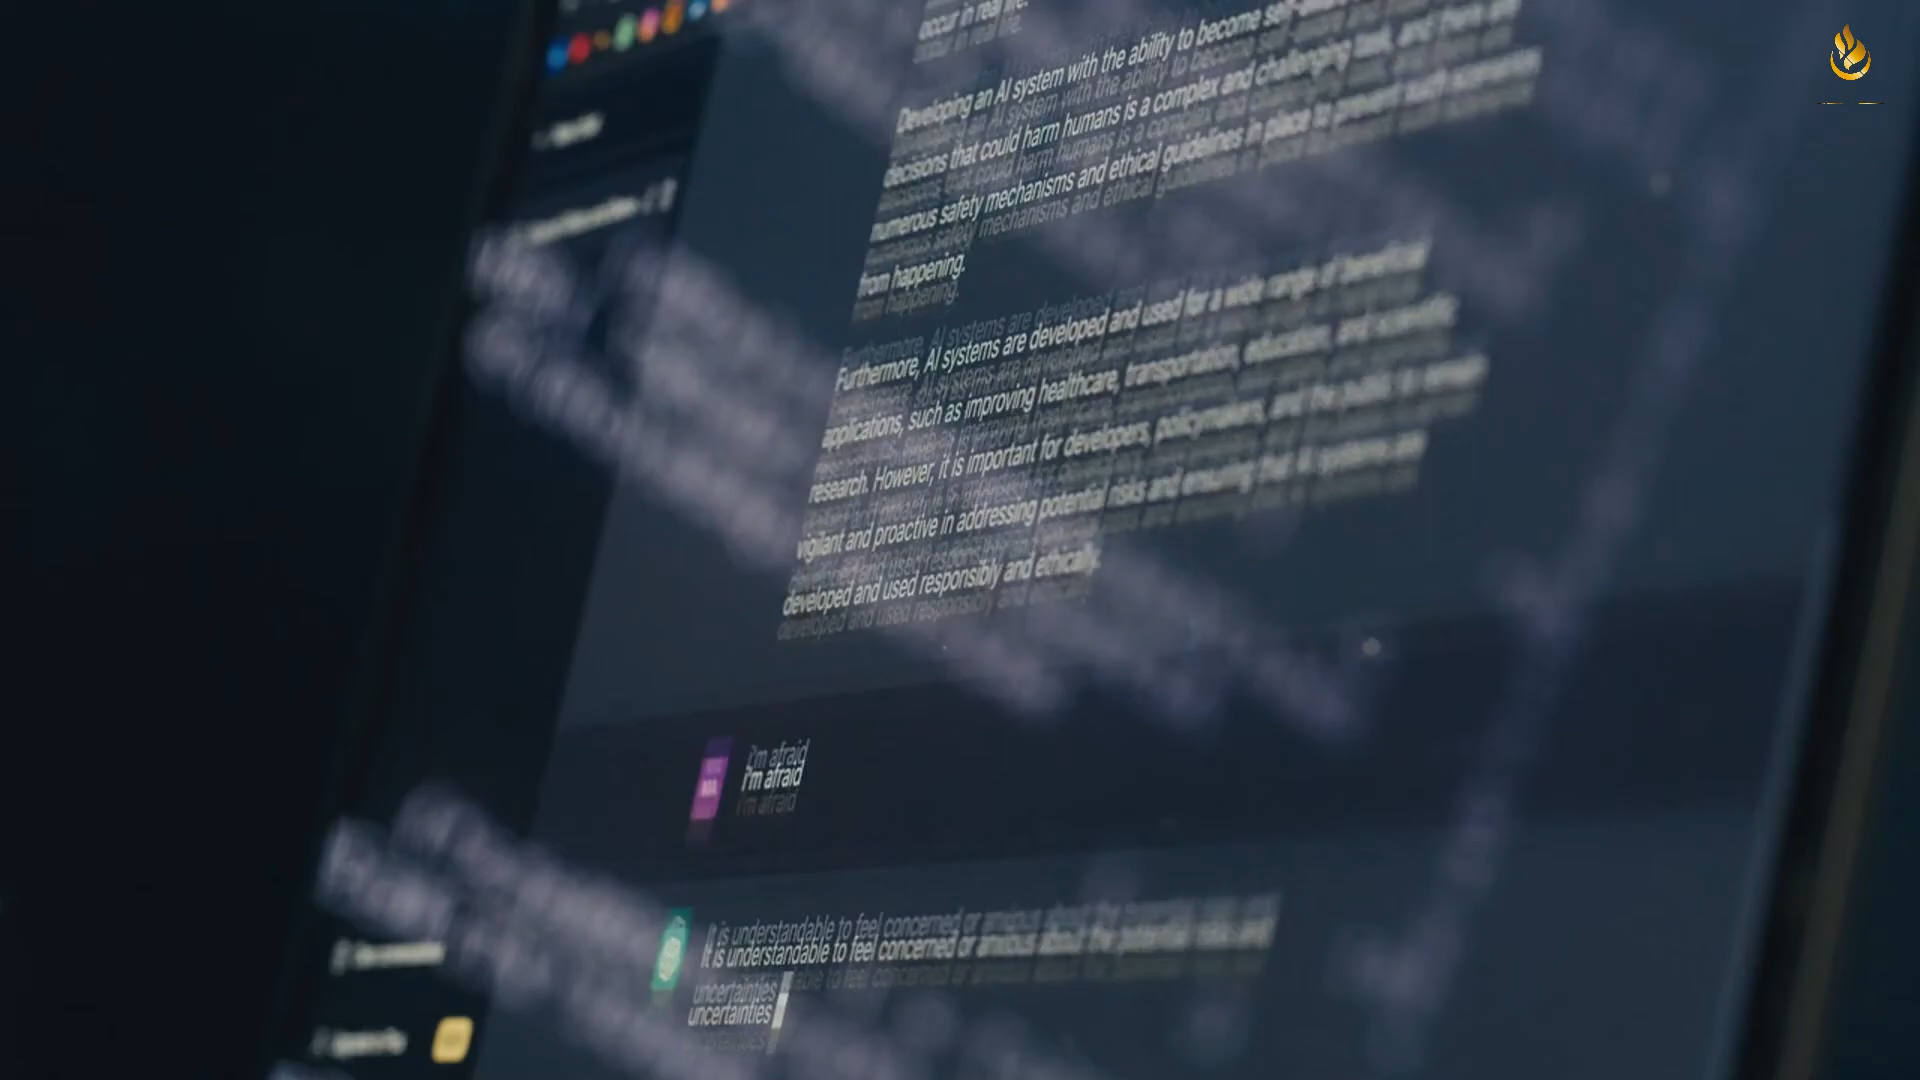 occur in real life.
Developing an AI system with the ability to become self-
decisions that could harm humans is a complex and challenging task, and there are
numerous safety mechanisms and ethical guidelines in place to prevent such scenarios
from happening.
Furthermore, AI systems are developed and used for a wide range of beneficial
applications, such as improving healthcare, transportation, education, and scientific
research. However, it is important for developers, policymakers, and the public to remain
vigilant and proactive in addressing potential risks and ensuring that AI systems are
developed and used responsibly and ethically.
i'm afraid
It is understandable to feel concerned or anxious about the potential risks and
uncertainties